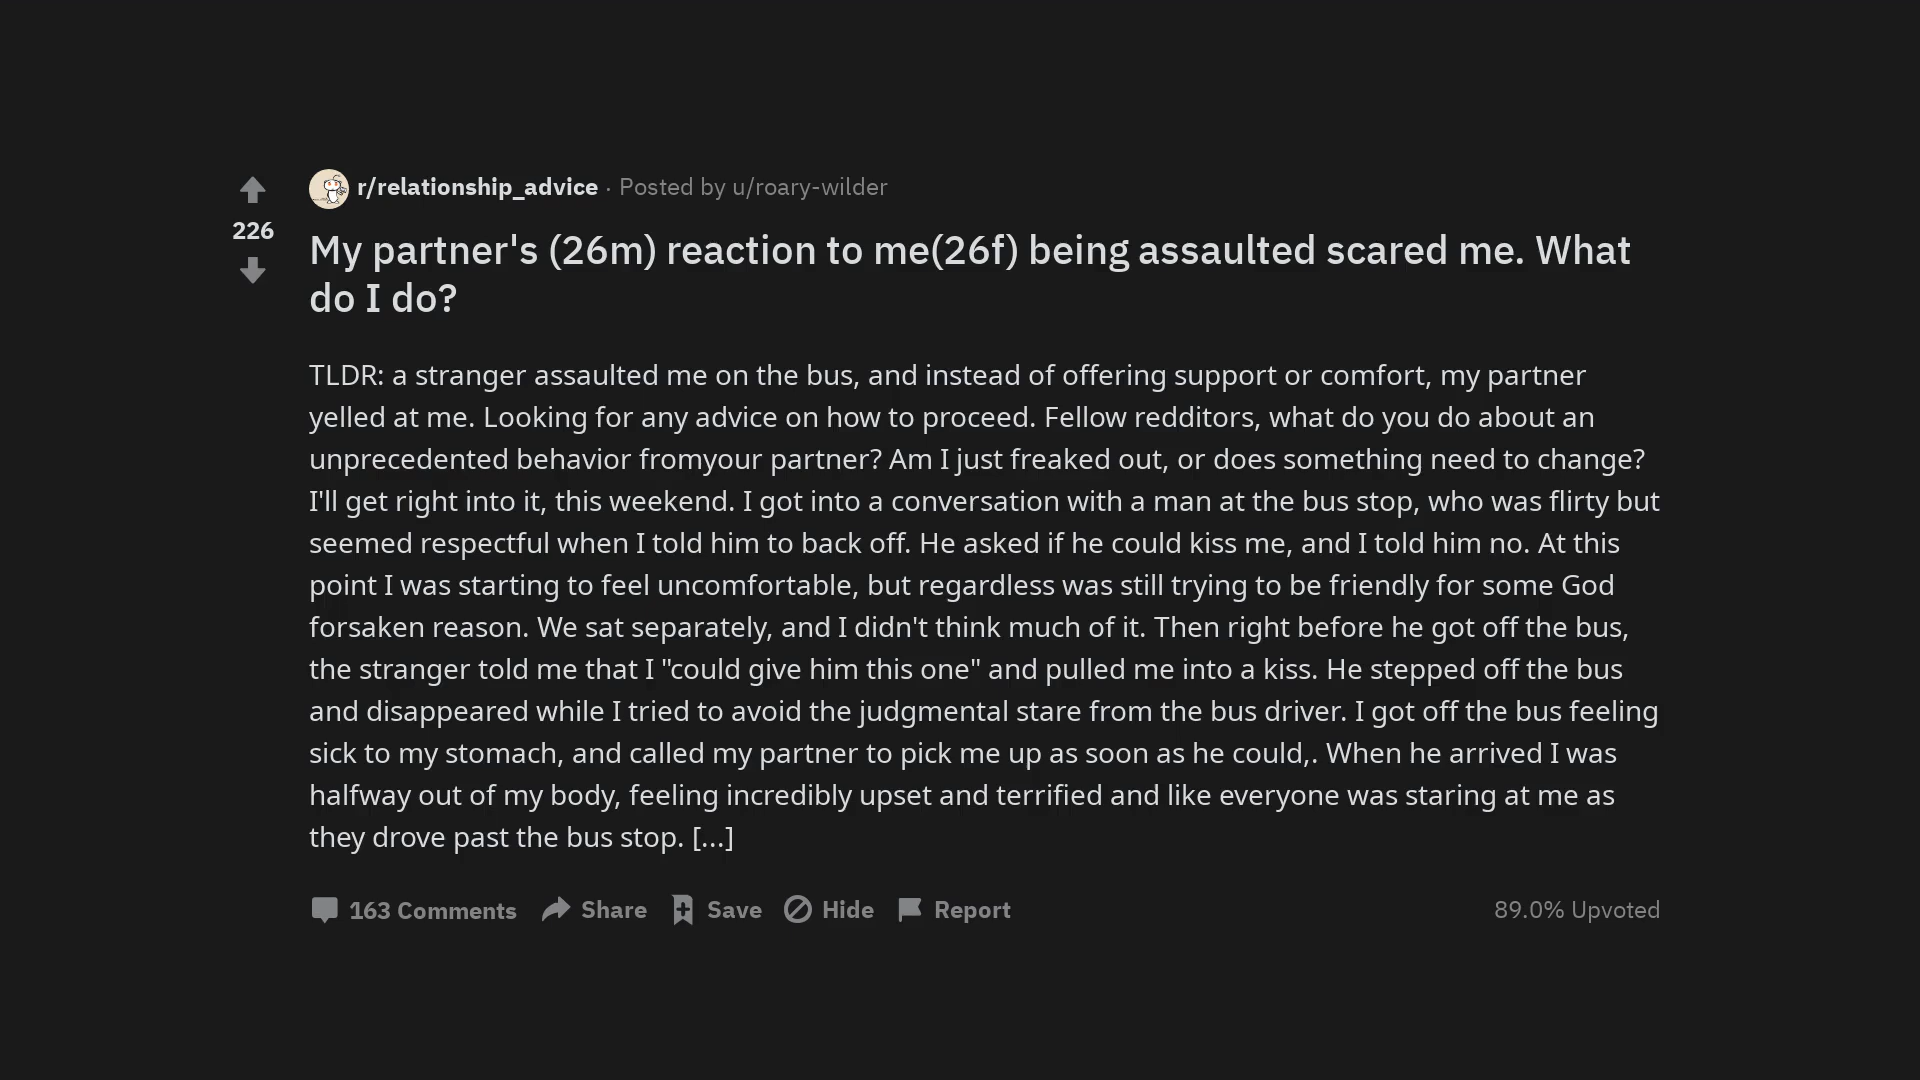 r/relationship_advice · Posted by u/roary-wilder
226
My partner's (26m) reaction to me(26f) being assaulted scared me. What
do I do?
TLDR: a stranger assaulted me on the bus, and instead of offering support or comfort, my partner
yelled at me. Looking for any advice on how to proceed. Fellow redditors, what do you do about an
unprecedented behavior fromyour partner? Am I just freaked out, or does something need to change?
I'll get right into it, this weekend. I got into a conversation with a man at the bus stop, who was flirty but
seemed respectful when I told him to back off. He asked if he could kiss me, and I told him no. At this
point I was starting to feel uncomfortable, but regardless was still trying to be friendly for some God
forsaken reason. We sat separately, and I didn't think much of it. Then right before he got off the bus,
the stranger told me that I "could give him this one" and pulled me into a kiss. He stepped off the bus
and disappeared while I tried to avoid the judgmental stare from the bus driver. I got off the bus feeling
sick to my stomach, and called my partner to pick me up as soon as he could,. When he arrived I was
halfway out of my body, feeling incredibly upset and terrified and like everyone was staring at me as
they drove past the bus stop. [...]
163 Comments Share Save Hide Report 89.0% Upvoted